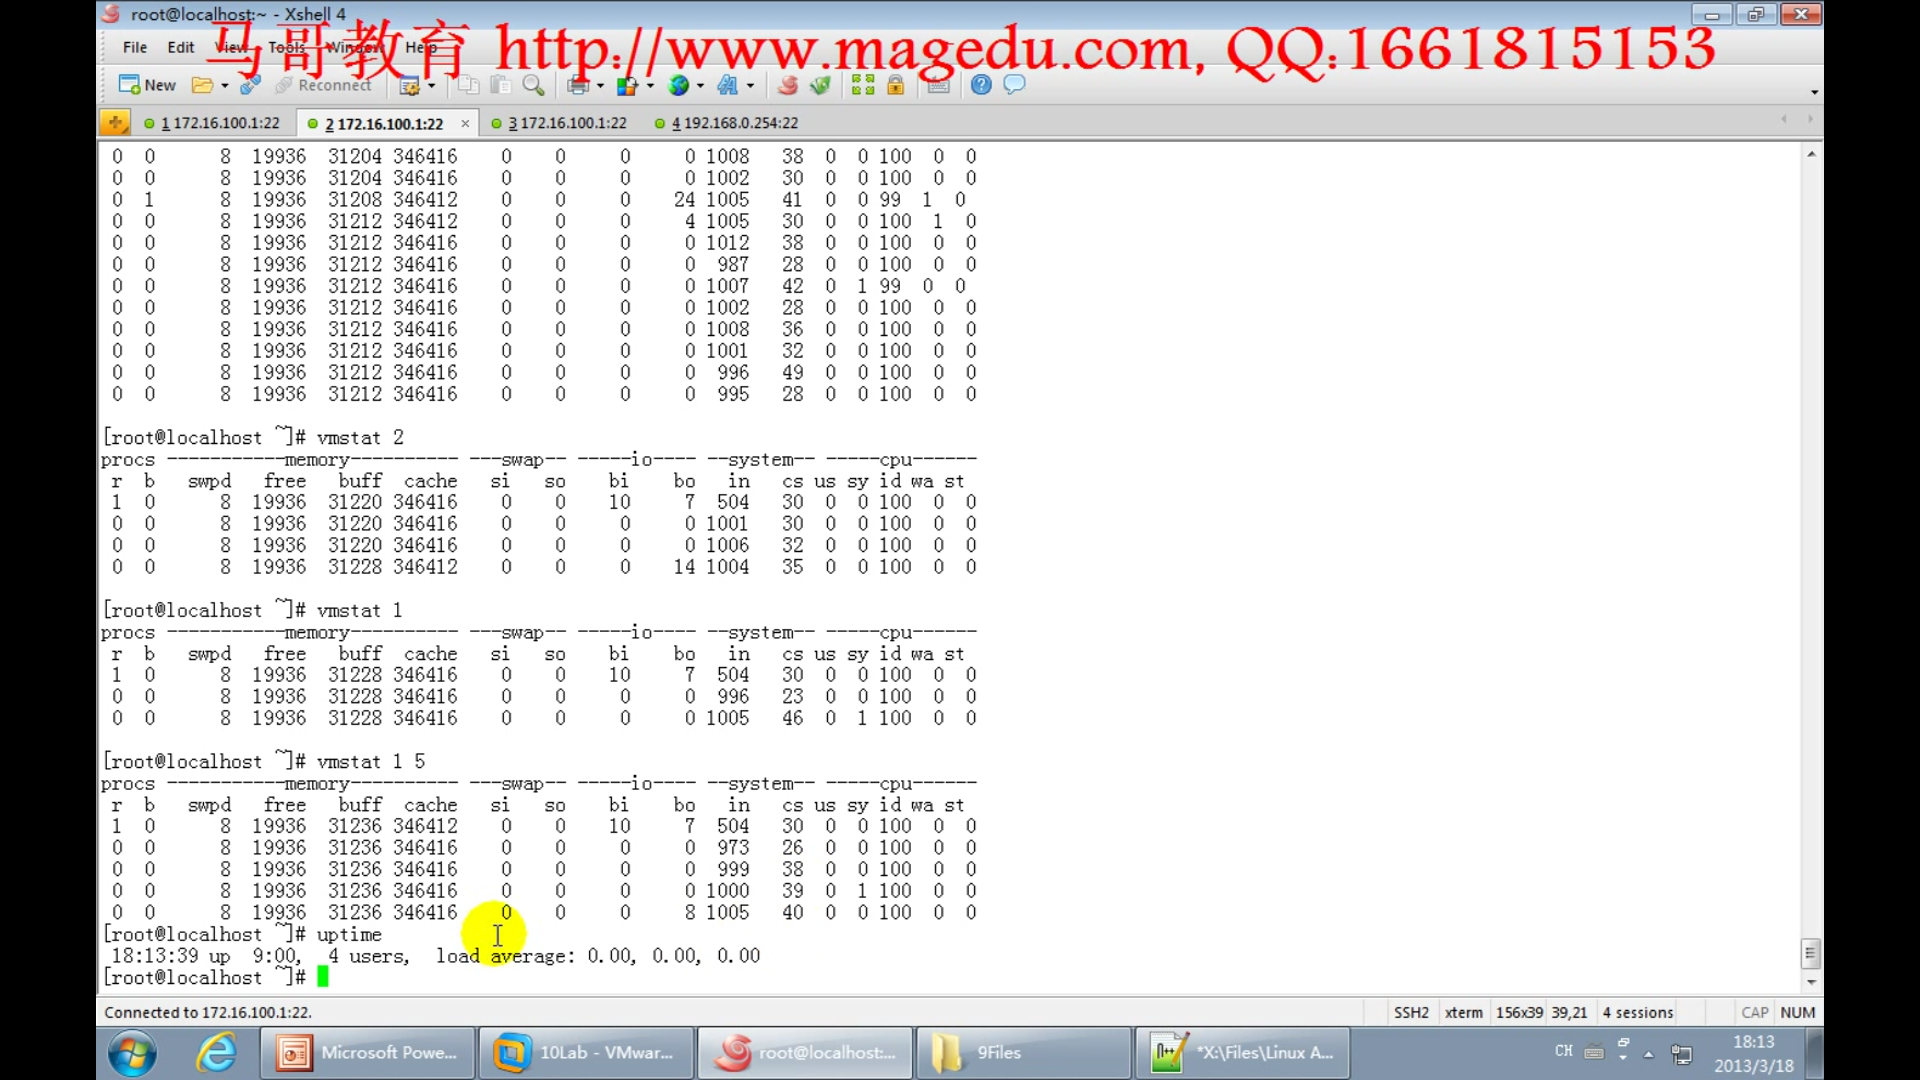 root@localhost:~ - Xshell 4
马哥教育 http://www.magedu.com, QQ:1661815153
File Edit View Tools Window Help
New Reconnect
1 172.16.100.1:22 2 172.16.100.1:22 × 3 172.16.100.1:22 4 192.168.0.254:22
0 0 8 19936 31204 346416 0 0 0 0 1008 38 0 0 100 0 0
0 0 8 19936 31204 346416 0 0 0 0 1002 30 0 0 100 0 0
0 1 8 19936 31208 346412 0 0 0 24 1005 41 0 0 99 1 0
0 0 8 19936 31212 346412 0 0 0 4 1005 30 0 0 100 1 0
0 0 8 19936 31212 346416 0 0 0 0 1012 38 0 0 100 0 0
0 0 8 19936 31212 346416 0 0 0 0 987 28 0 0 100 0 0
0 0 8 19936 31212 346416 0 0 0 0 1007 42 0 1 99 0 0
0 0 8 19936 31212 346416 0 0 0 0 1002 28 0 0 100 0 0
0 0 8 19936 31212 346416 0 0 0 0 1008 36 0 0 100 0 0
0 0 8 19936 31212 346416 0 0 0 0 1001 32 0 0 100 0 0
0 0 8 19936 31212 346416 0 0 0 0 996 49 0 0 100 0 0
0 0 8 19936 31212 346416 0 0 0 0 995 28 0 0 100 0 0
[root@localhost ~]# vmstat 2
procs -----------memory---------- ---swap-- -----io---- --system-- -----cpu------
r b swpd free buff cache si so bi bo in cs us sy id wa st
1 0 8 19936 31220 346416 0 0 10 7 504 30 0 0 100 0 0
0 0 8 19936 31220 346416 0 0 0 0 1001 30 0 0 100 0 0
0 0 8 19936 31220 346416 0 0 0 0 1006 32 0 0 100 0 0
0 0 8 19936 31228 346412 0 0 0 14 1004 35 0 0 100 0 0
[root@localhost ~]# vmstat 1
procs -----------memory---------- ---swap-- -----io---- --system-- -----cpu------
r b swpd free buff cache si so bi bo in cs us sy id wa st
1 0 8 19936 31228 346416 0 0 10 7 504 30 0 0 100 0 0
0 0 8 19936 31228 346416 0 0 0 0 996 23 0 0 100 0 0
0 0 8 19936 31228 346416 0 0 0 0 1005 46 0 1 100 0 0
[root@localhost ~]# vmstat 1 5
procs -----------memory---------- ---swap-- -----io---- --system-- -----cpu------
r b swpd free buff cache si so bi bo in cs us sy id wa st
1 0 8 19936 31236 346412 0 0 10 7 504 30 0 0 100 0 0
0 0 8 19936 31236 346416 0 0 0 0 973 26 0 0 100 0 0
0 0 8 19936 31236 346416 0 0 0 0 999 38 0 0 100 0 0
0 0 8 19936 31236 346416 0 0 0 0 1000 39 0 1 100 0 0
0 0 8 19936 31236 346416 0 0 0 8 1005 40 0 0 100 0 0
[root@localhost ~]# uptime
18:13:39 up 9:00, 4 users, load average: 0.00, 0.00, 0.00
[root@localhost ~]#
Connected to 172.16.100.1:22. SSH2 xterm 156x39 39,21 4 sessions CAP NUM
Microsoft Powe... 10Lab - VMwar... root@localhost:... 9Files *X:\Files\Linux A... CH 18:13
2013/3/18